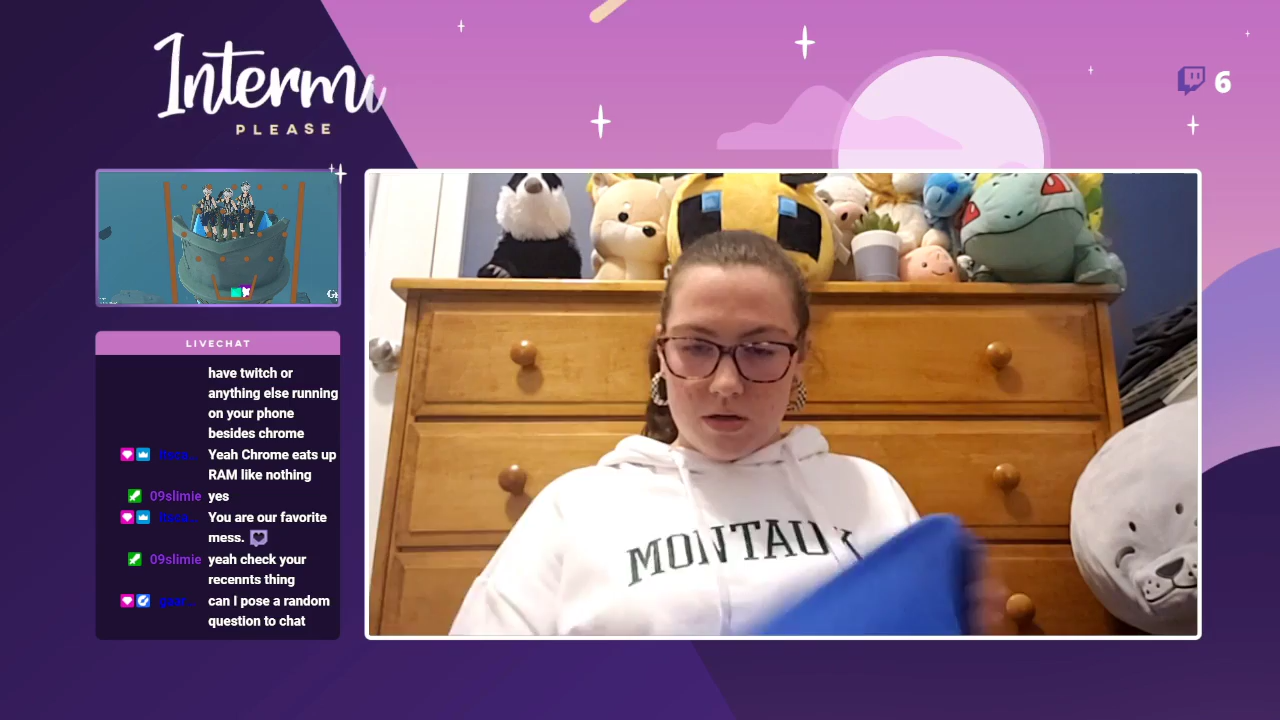 Intermi
PLEASE
6
LIVECHAT
have twitch or
anything else running
on your phone
besides chrome
Yeah Chrome eats up
RAM like nothing
09slimie yes
You are our favorite
mess.
09slimie yeah check your
recennts thing
can I pose a random
question to chat
MONTAUK